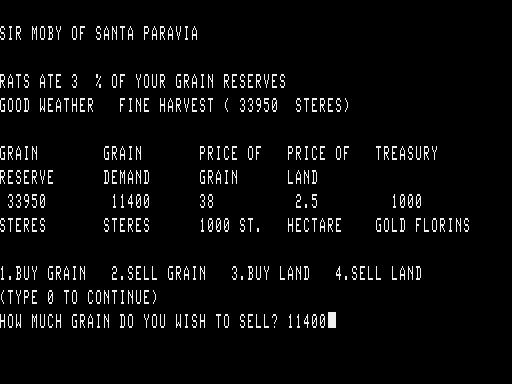 SIR MOBY OF SANTA PARAVIA
RATS ATE 3 % OF YOUR GRAIN RESERVES
GOOD WEATHER FINE HARVEST ( 33950 STERES)
GRAIN GRAIN PRICE OF PRICE OF TREASURY
RESERVE DEMAND GRAIN LAND
33950 11400 38 2.5 1000
STERES STERES 1000 ST. HECTARE GOLD FLORINS
1.BUY GRAIN 2.SELL GRAIN 3.BUY LAND 4.SELL LAND
(TYPE 0 TO CONTINUE)
HOW MUCH GRAIN DO YOU WISH TO SELL? 11400